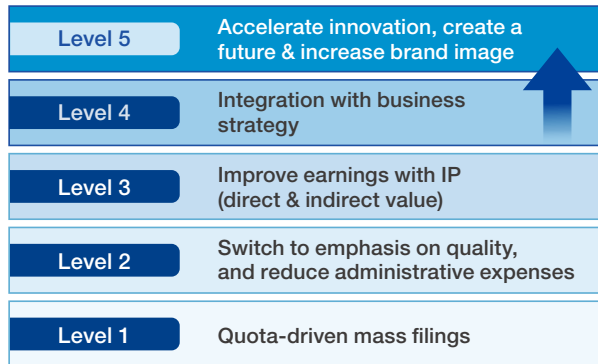 Level 5
Accelerate innovation, create a
future & increase brand image
Level 4
Integration with business
strategy
Level 3
Improve earnings with IP
(direct & indirect value)
Level 2
Switch to emphasis on quality,
and reduce administrative expenses
Level 1
Quota-driven mass filings